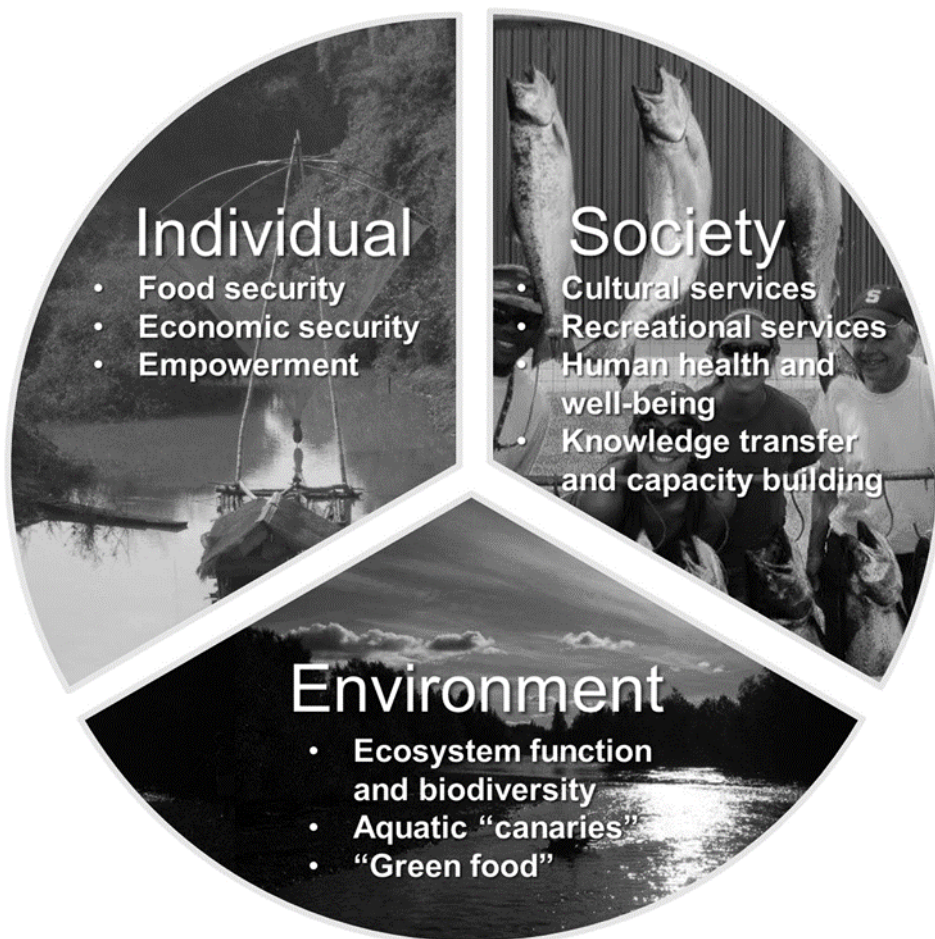 Individual
• Food security
• Economic security
• Empowerment
Society
• Cultural services
• Recreational services
• Human health and
well-being
• Knowledge transfer
and capacity building
S
Environment
• Ecosystem function
and biodiversity
• Aquatic “canaries”
• “Green food”